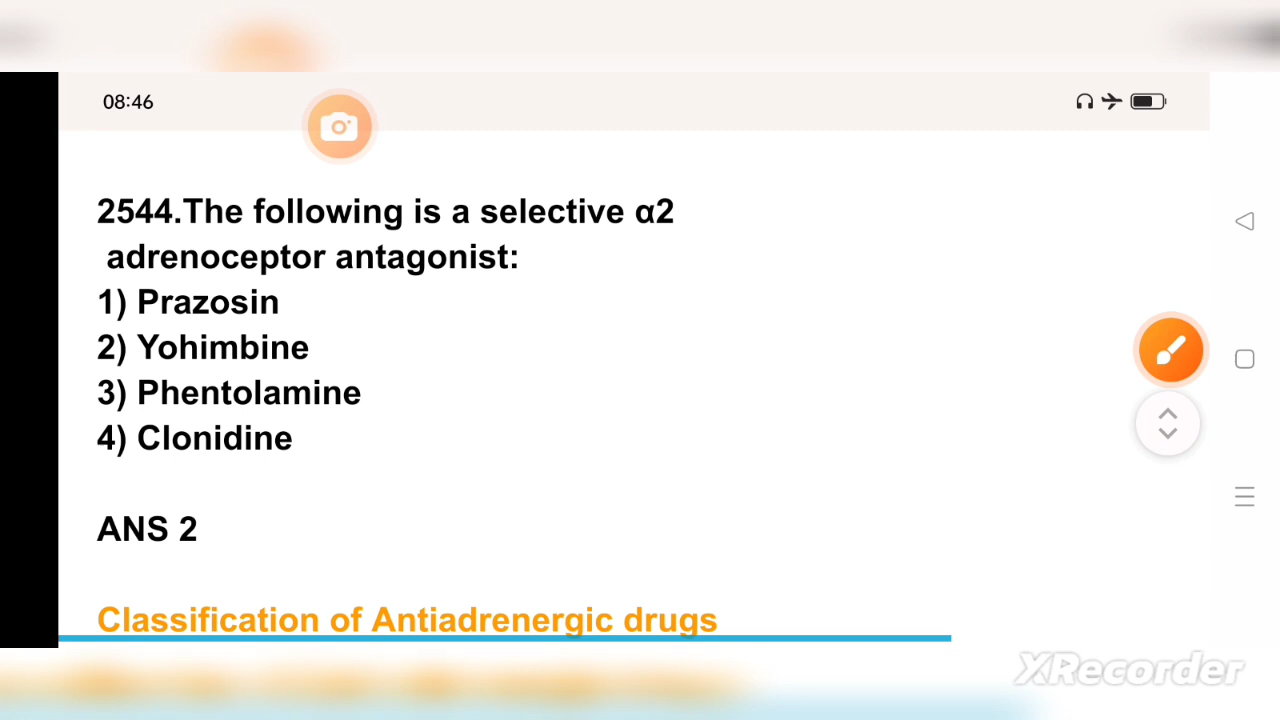 08:46
2544.The following is a selective α2
adrenoceptor antagonist:
1) Prazosin
2) Yohimbine
3) Phentolamine
4) Clonidine
ANS 2
Classification of Antiadrenergic drugs
XRecorder